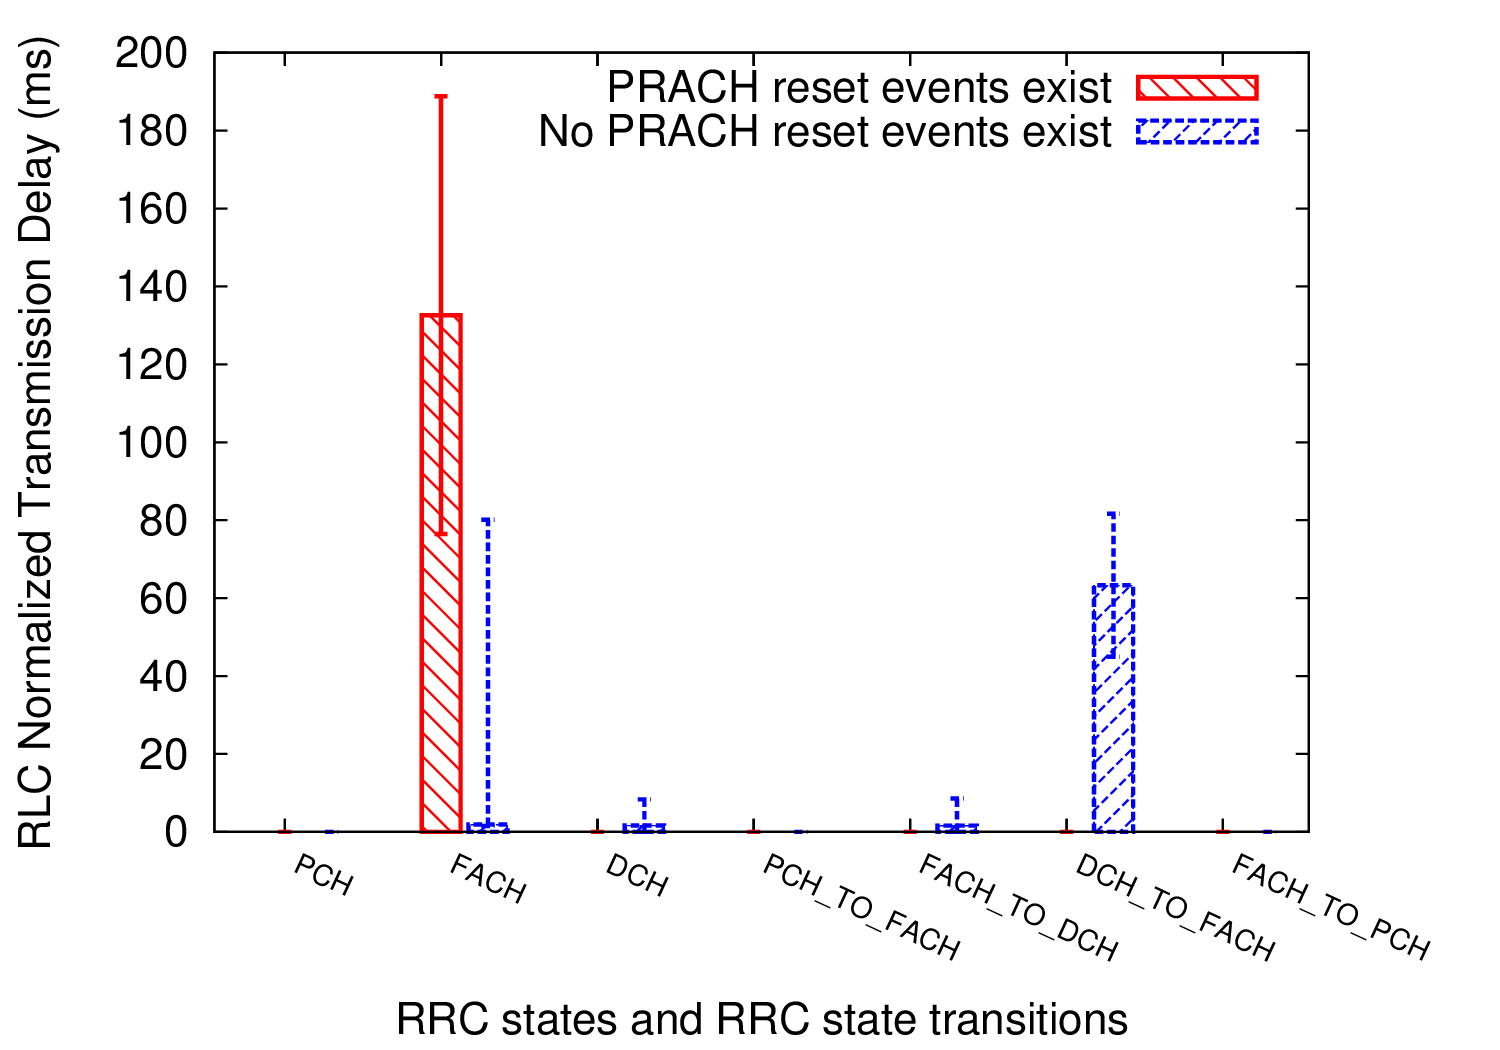 RLC Normalized Transmission Delay (ms)
200
180
160
140
120
100
80
60
40
20
0
PRACH reset events exist
No PRACH reset events exist
PCH
FACH
DCH
PCH_TO_FACH
FACH_TO_DCH
DCH_TO_FACH
FACH_TO_PCH
RRC states and RRC state transitions